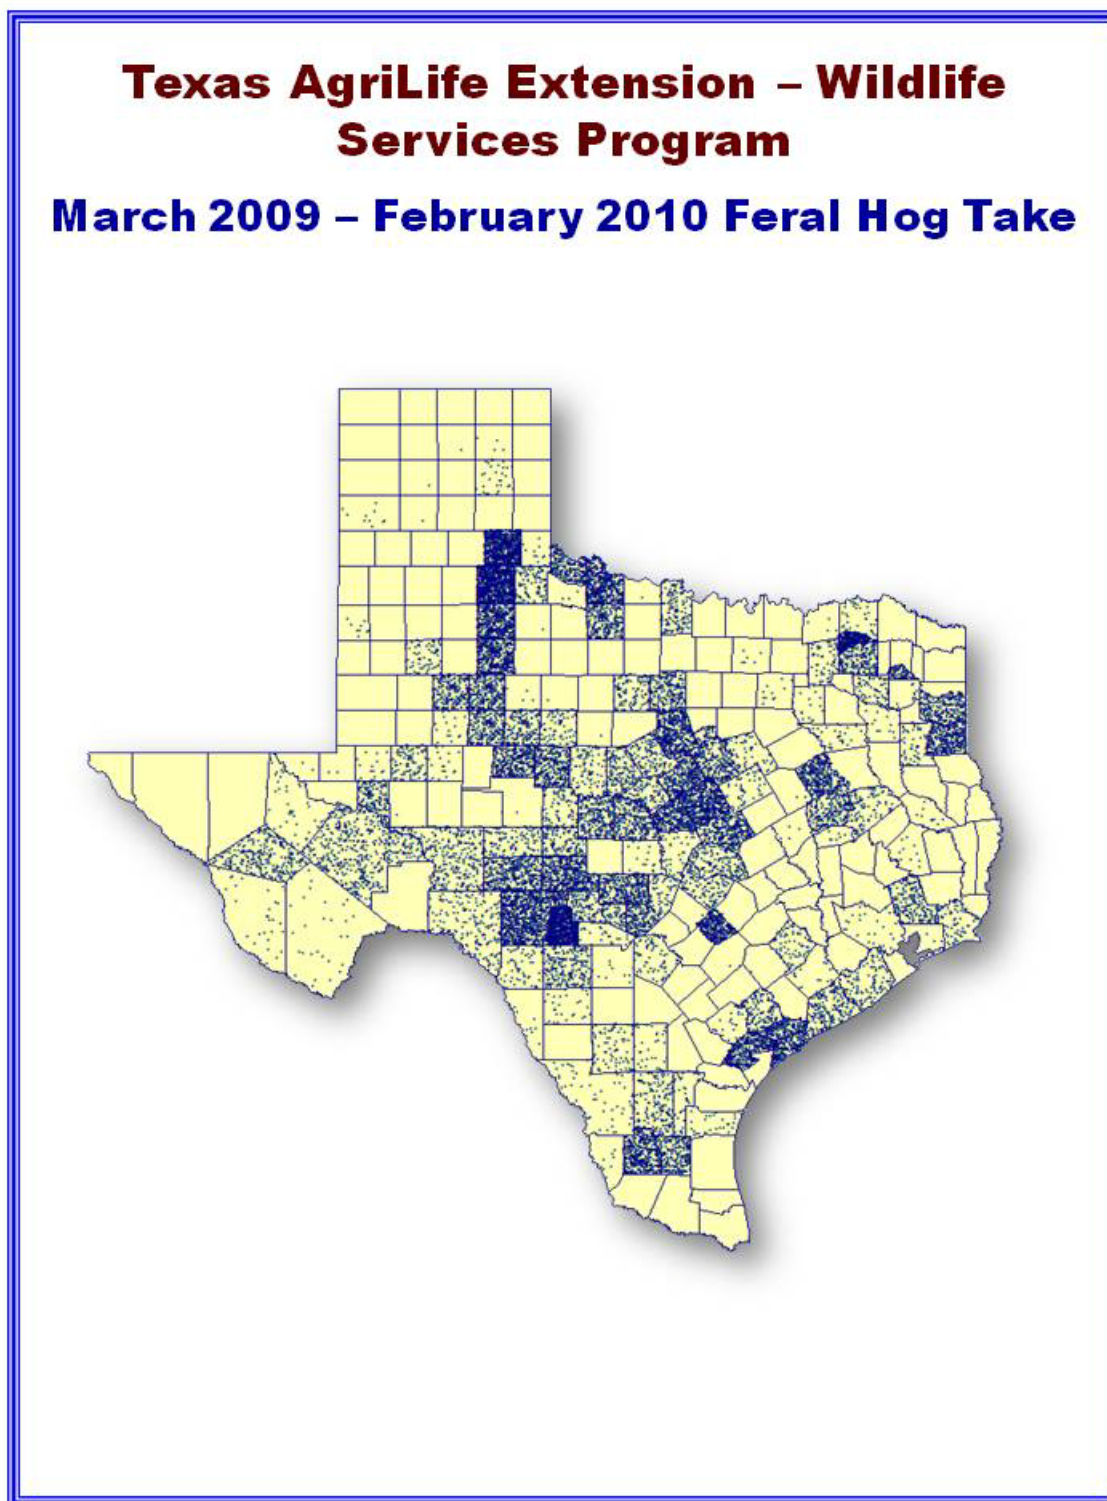 Texas AgriLife Extension – Wildlife
Services Program
March 2009 – February 2010 Feral Hog Take